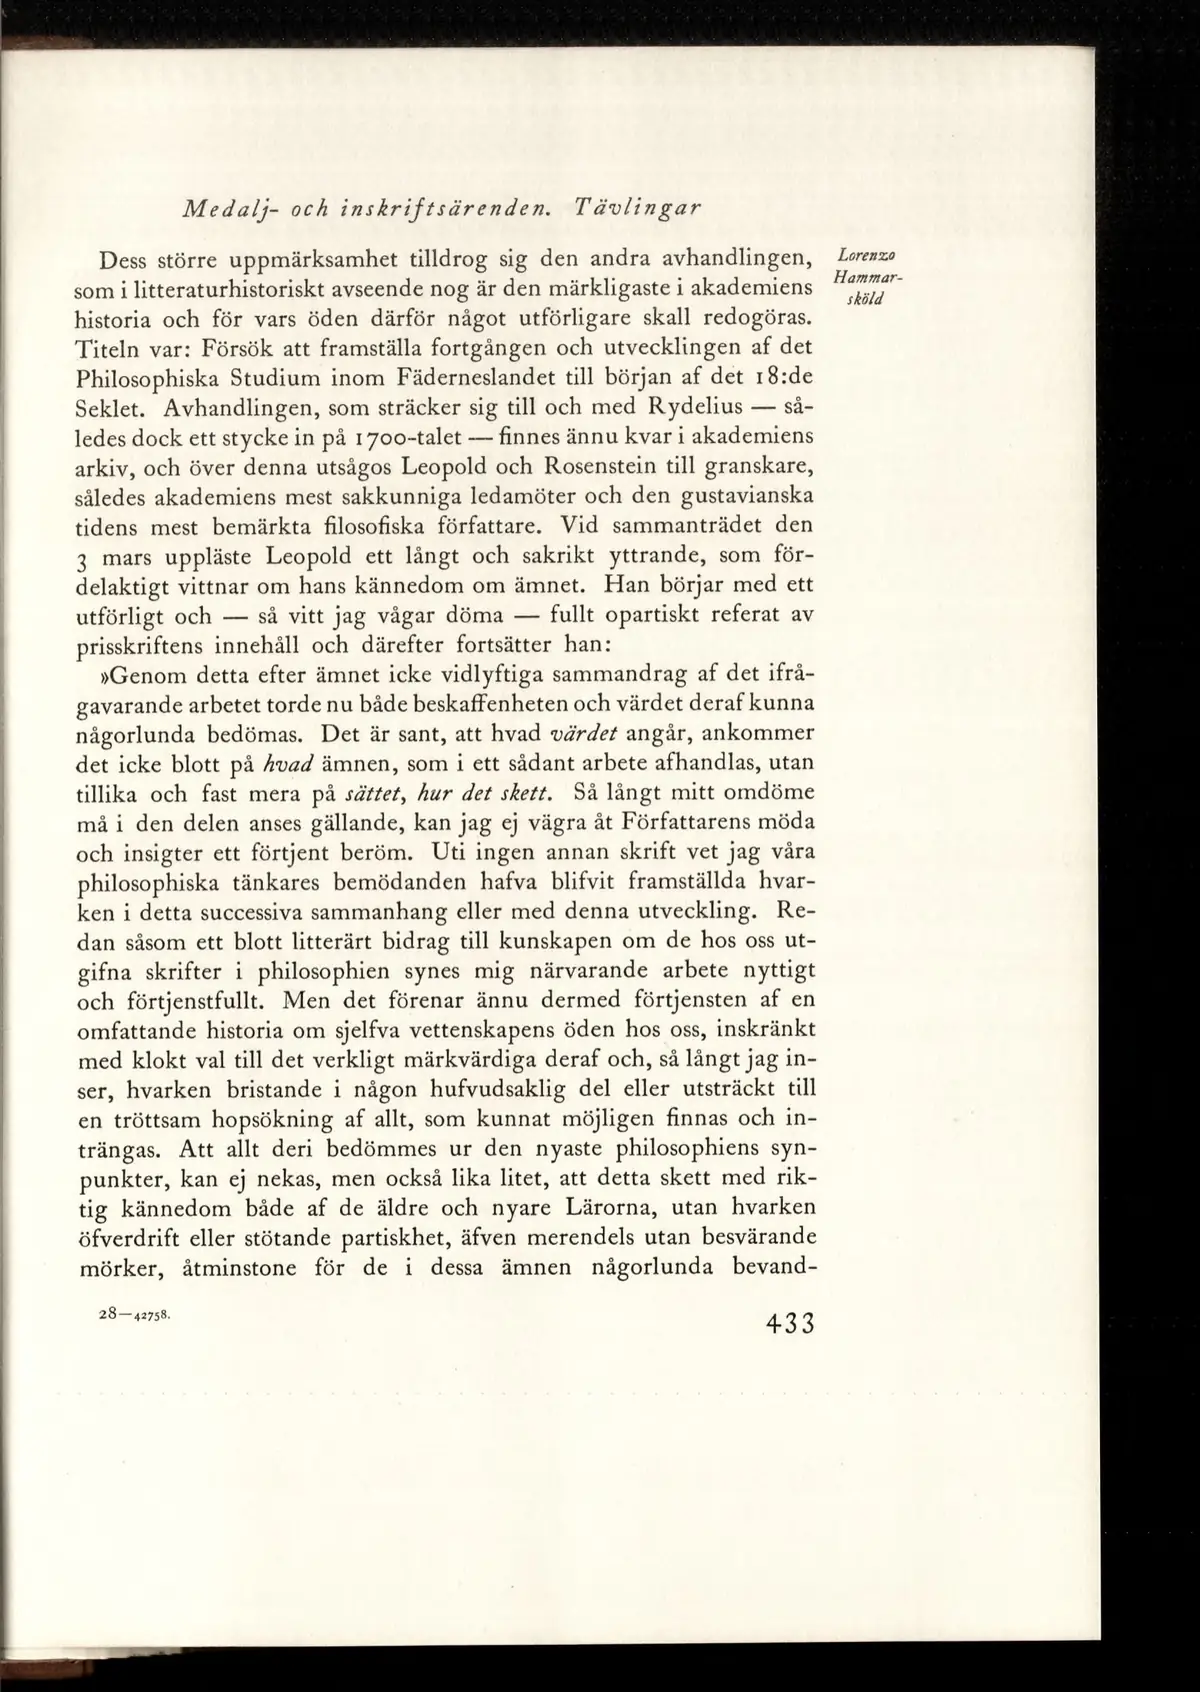 Medalj- och inskriftsärenden. Tävlingar
Dess större uppmärksamhet tilldrog sig den andra avhandlingen,
som i litteraturhistoriskt avseende nog är den märkligaste i akademiens
historia och för vars öden därför något utförligare skall redogöras.
Titeln var: Försök att framställa fortgången och utvecklingen af det
Philosophiska Studium inom Fäderneslandet till början af det 18:de
Seklet. Avhandlingen, som sträcker sig till och med Rydelius — så-
ledes dock ett stycke in på 1700-talet — finnes ännu kvar i akademiens
arkiv, och över denna utsågos Leopold och Rosenstein till granskare,
således akademiens mest sakkunniga ledamöter och den gustavianska
tidens mest bemärkta filosofiska författare. Vid sammanträdet den
3 mars uppläste Leopold ett långt och sakrikt yttrande, som för-
delaktigt vittnar om hans kännedom om ämnet. Han börjar med ett
utförligt och — så vitt jag vågar döma — fullt opartiskt referat av
prisskriftens innehåll och därefter fortsätter han:
»Genom detta efter ämnet icke vidlyftiga sammandrag af det ifrå-
gavarande arbetet torde nu både beskaffenheten och värdet deraf kunna
någorlunda bedömas. Det är sant, att hvad värdet angår, ankommer
det icke blott på hvad ämnen, som i ett sådant arbete afhandlas, utan
tillika och fast mera på sättet, hur det skett. Så långt mitt omdöme
må i den delen anses gällande, kan jag ej vägra åt Författarens möda
och insigter ett förtjent beröm. Uti ingen annan skrift vet jag våra
philosophiska tänkares bemödanden hafva blifvit framställda hvar-
ken i detta successiva sammanhang eller med denna utveckling. Re-
dan såsom ett blott litterärt bidrag till kunskapen om de hos oss ut-
gifna skrifter i philosophien synes mig närvarande arbete nyttigt
och förtjenstfullt. Men det förenar ännu dermed förtjensten af en
omfattande historia om sjelfva vettenskapens öden hos oss, inskränkt
med klokt val till det verkligt märkvärdiga deraf och, så långt jag in-
ser, hvarken bristande i någon hufvudsaklig del eller utsträckt till
en tröttsam hopsökning af allt, som kunnat möjligen finnas och in-
trängas. Att allt deri bedömmes ur den nyaste philosophiens syn-
punkter, kan ej nekas, men också lika litet, att detta skett med rik-
tig kännedom både af de äldre och nyare Lärorna, utan hvarken
öfverdrift eller stötande partiskhet, äfven merendels utan besvärande
mörker, åtminstone för de i dessa ämnen någorlunda bevand-
Lorenzo
Hammar-
sköld
28—42758.
433